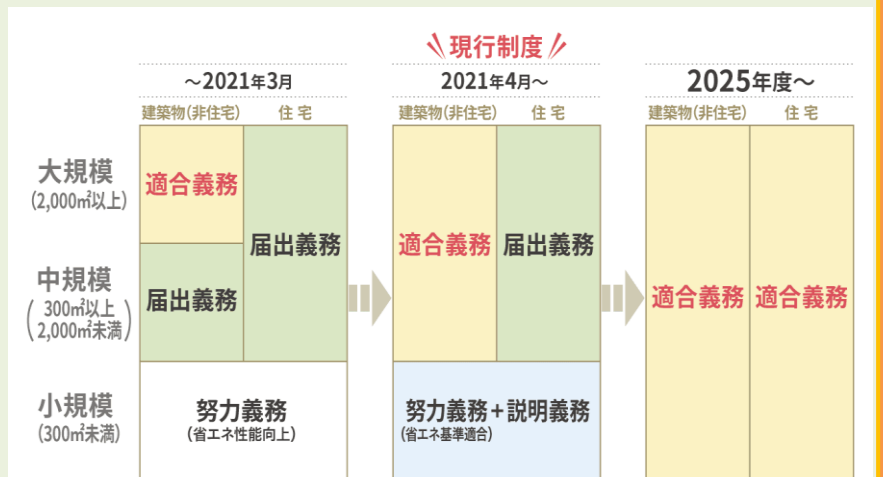 現行制度
～2021年3月
2021年4月～
2025年度～
建築物(非住宅)
住宅
建築物(非住宅)
住宅
建築物(非住宅)
住宅
大規模
(2,000㎡以上)
適合義務
届出義務
適合義務
届出義務
適合義務
適合義務
中規模
(300㎡以上
2,000㎡未満)
届出義務
小規模
(300㎡未満)
努力義務
(省エネ性能向上)
努力義務+説明義務
(省エネ基準適合)